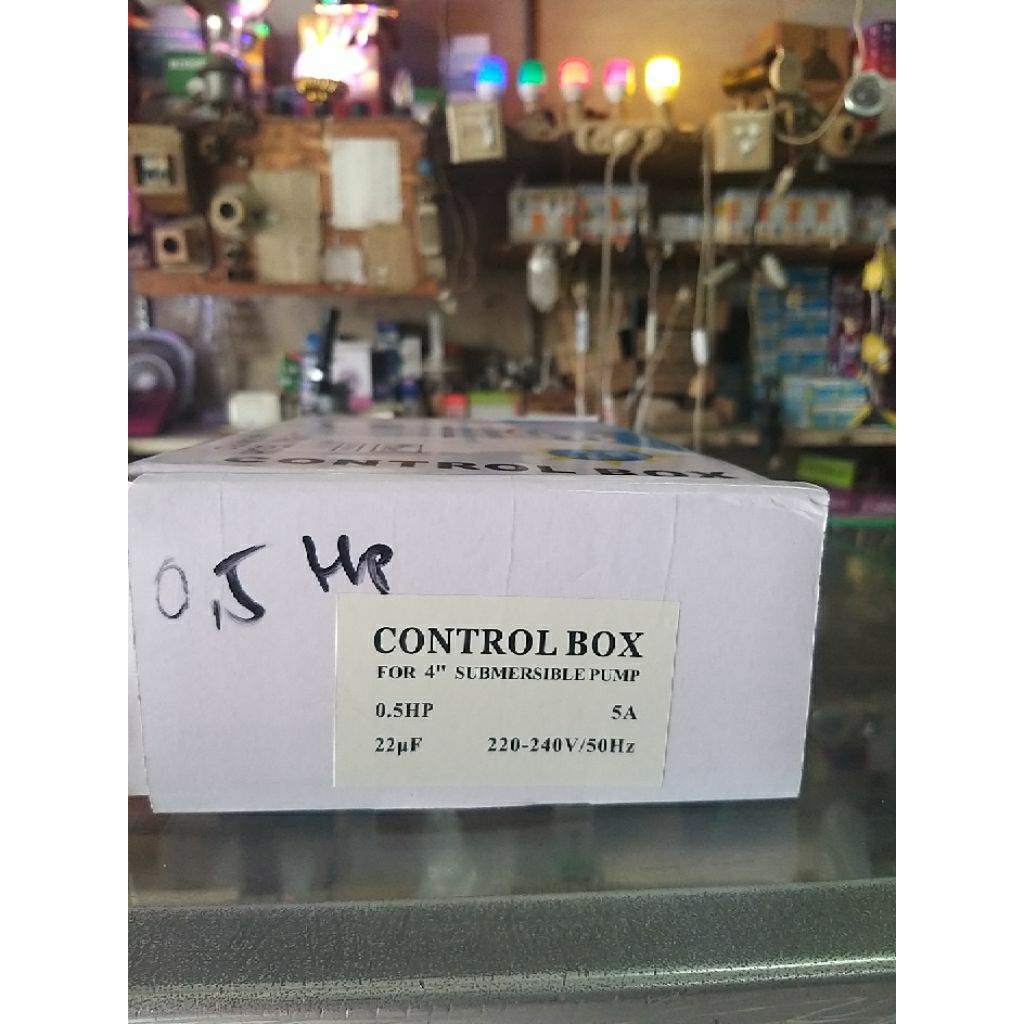 CONTROL BOX
0,5 HP
CONTROL BOX
FOR 4" SUBMERSIBLE PUMP
0.5HP 5A
22µF 220-240V/50Hz